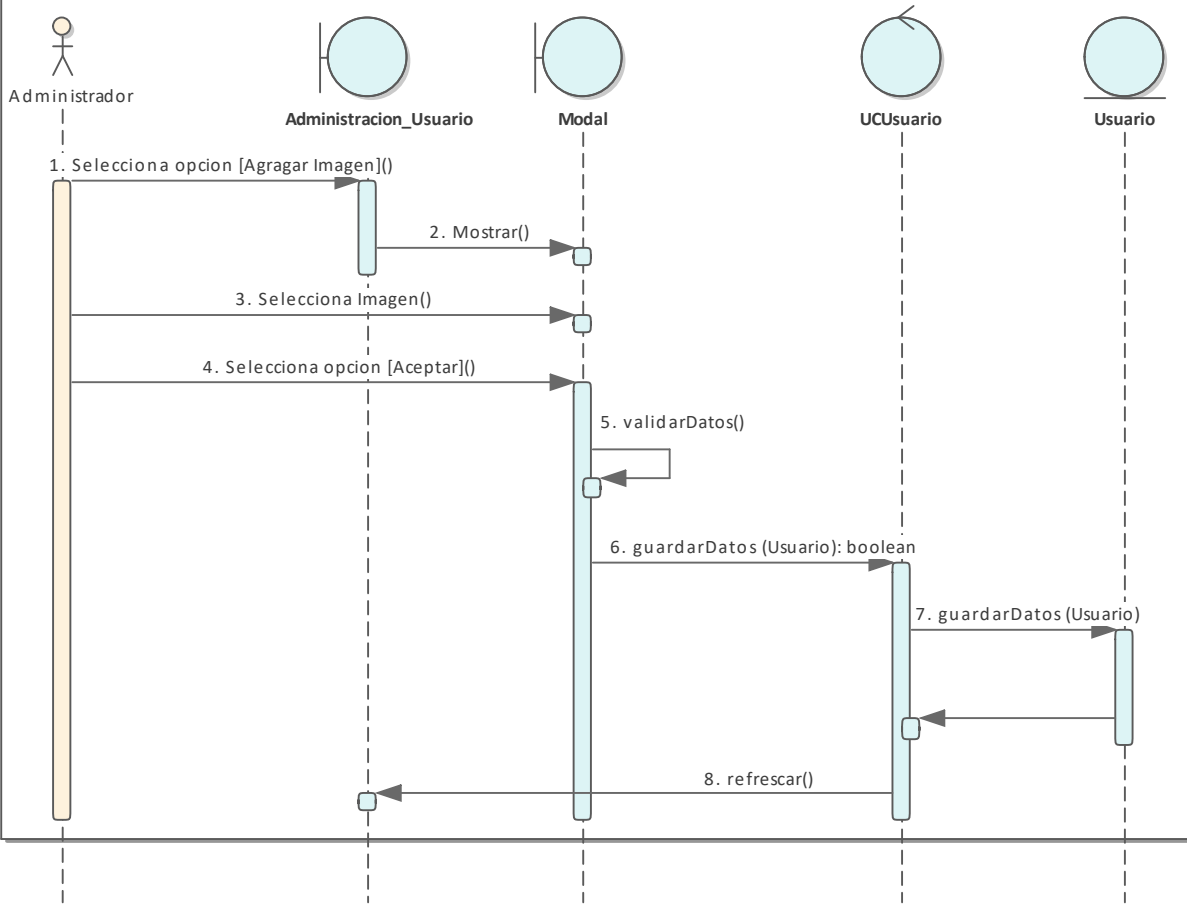 Administrador
Administracion_Usuario
Modal
UCUsuario
Usuario
1. Selecciona opcion [Agragar Imagen]()
2. Mostrar()
3. Selecciona Imagen()
4. Selecciona opcion [Aceptar]()
5. validarDatos()
6. guardarDatos (Usuario): boolean
7. guardarDatos (Usuario)
8. refrescar()